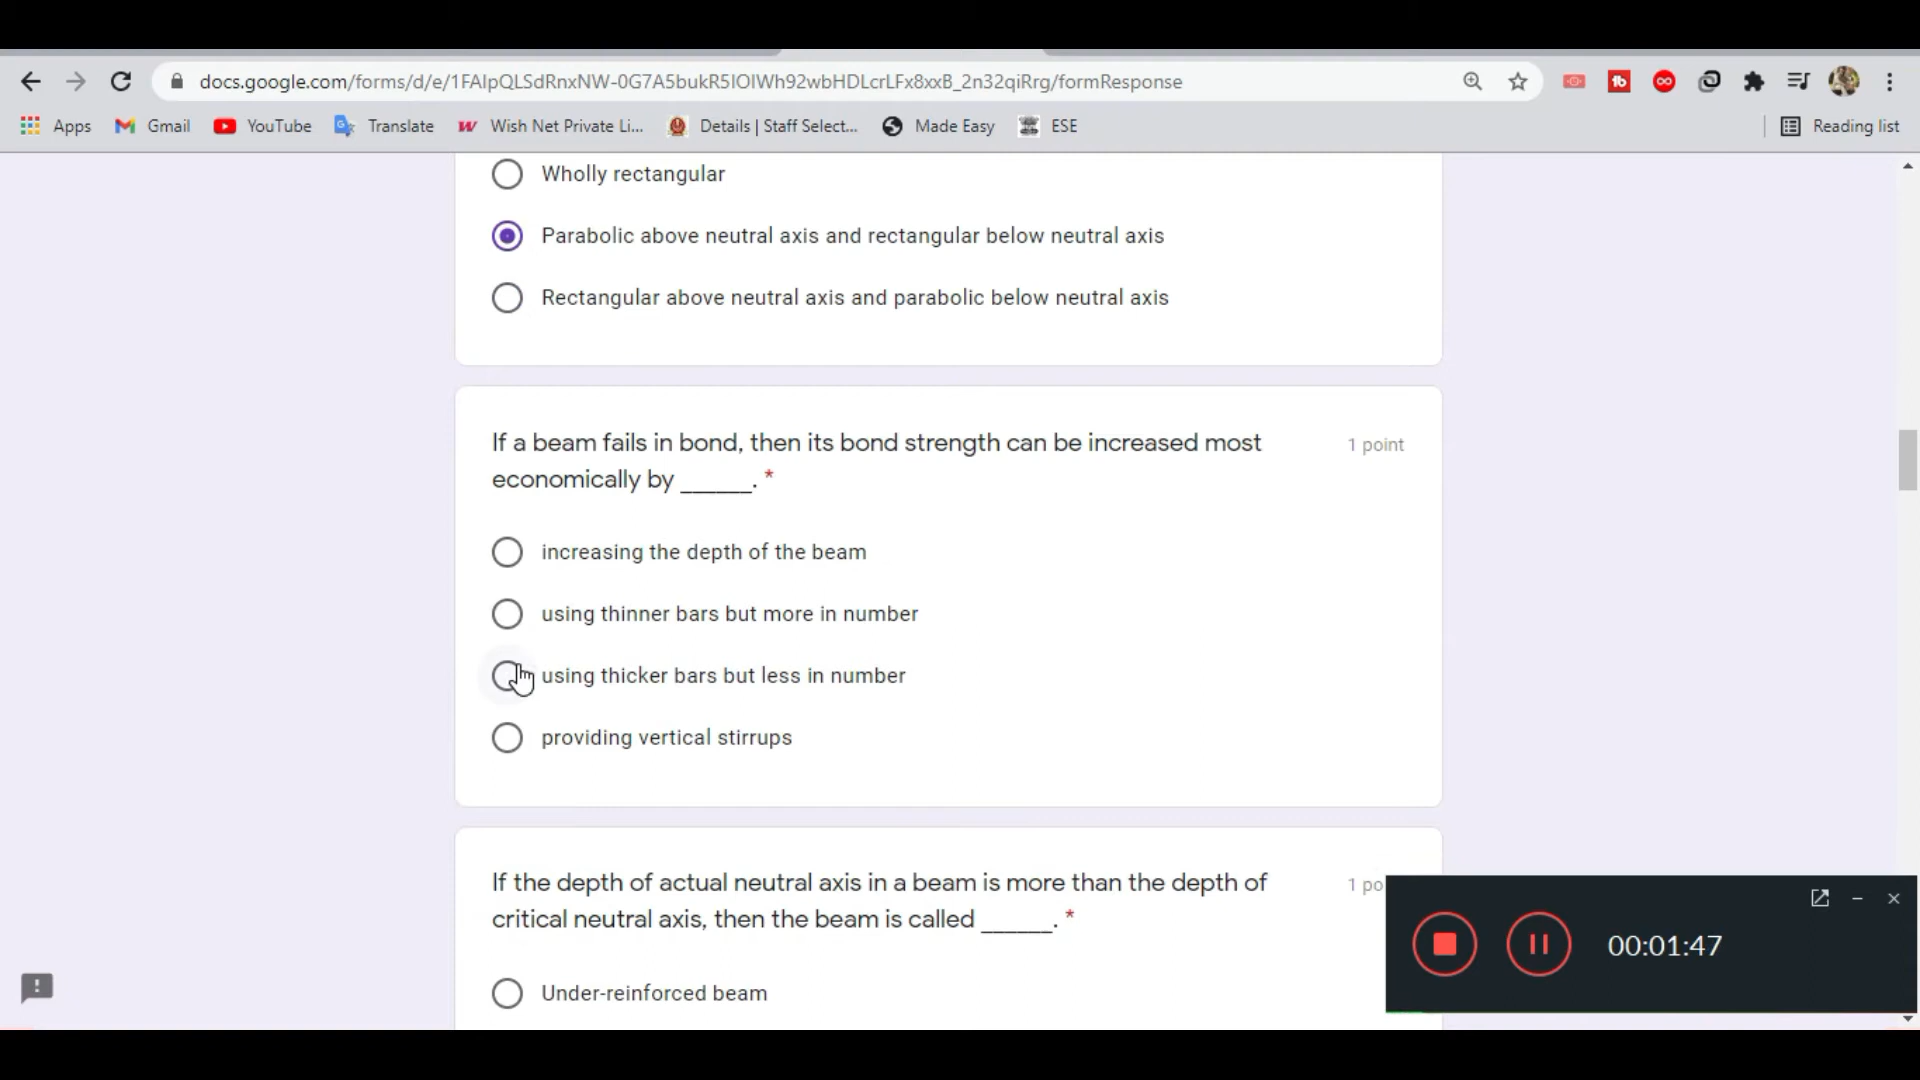 docs.google.com/forms/d/e/1FAIpQLSdRnxNW-0G7A5bukR5IOIWh92wbHDLcrLFx8xxB_2n32qiRrg/formResponse
Apps Gmail YouTube Translate Wish Net Private Li... Details | Staff Select... Made Easy ESE Reading list
Wholly rectangular
Parabolic above neutral axis and rectangular below neutral axis
Rectangular above neutral axis and parabolic below neutral axis
If a beam fails in bond, then its bond strength can be increased most 1 point
economically by ______. *
increasing the depth of the beam
using thinner bars but more in number
using thicker bars but less in number
providing vertical stirrups
If the depth of actual neutral axis in a beam is more than the depth of 1 po
critical neutral axis, then the beam is called ______. *
00:01:47
Under-reinforced beam